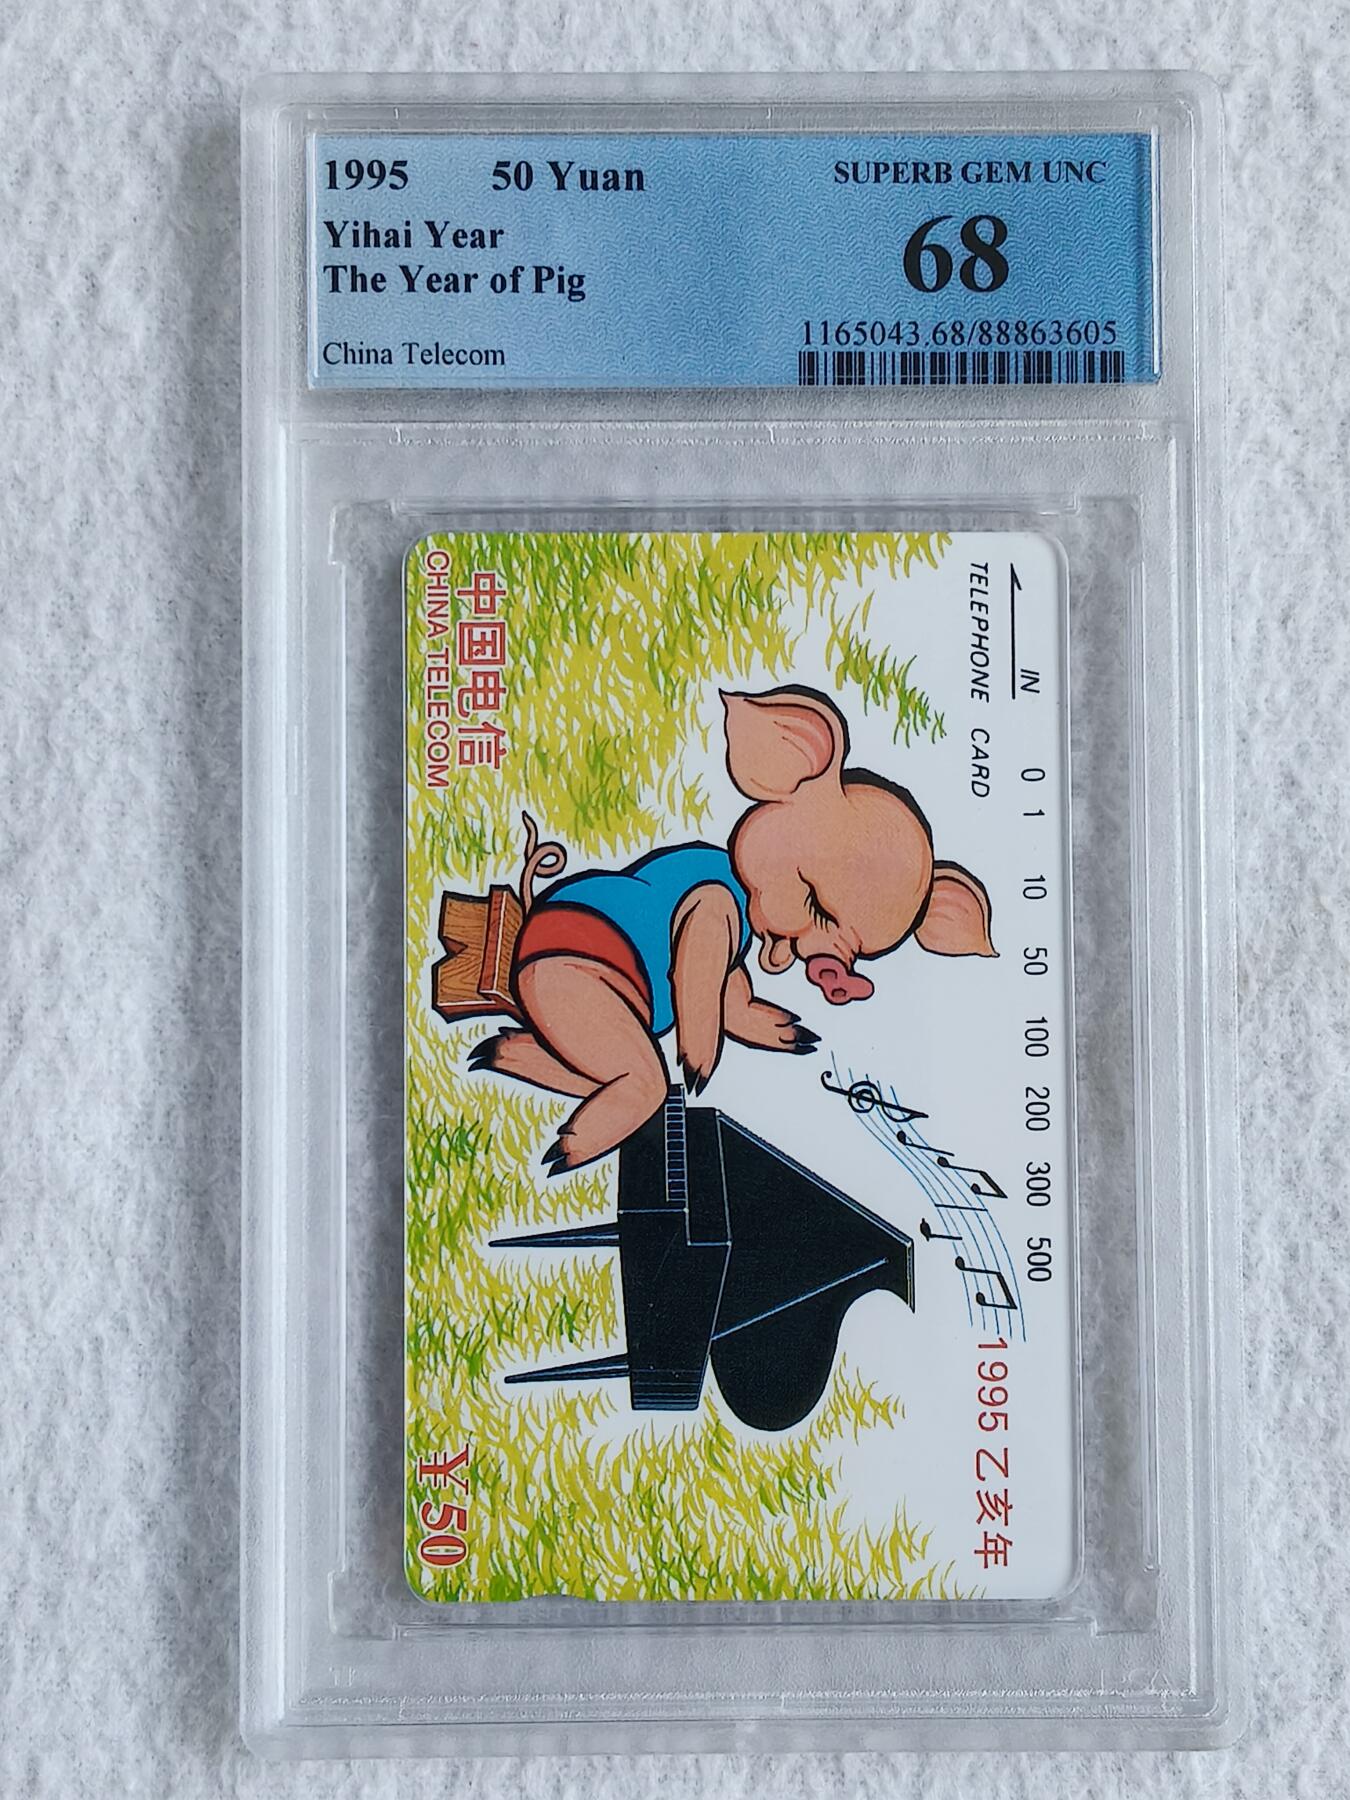 1995 50 Yuan
Yihai Year
The Year of Pig
China Telecom
SUPERB GEM UNC
68
1165043.68/88863605
IN 0 1 10 50 100 200 300 500
TELEPHONE CARD
1995 乙亥年
中国电信
CHINA TELECOM
¥50